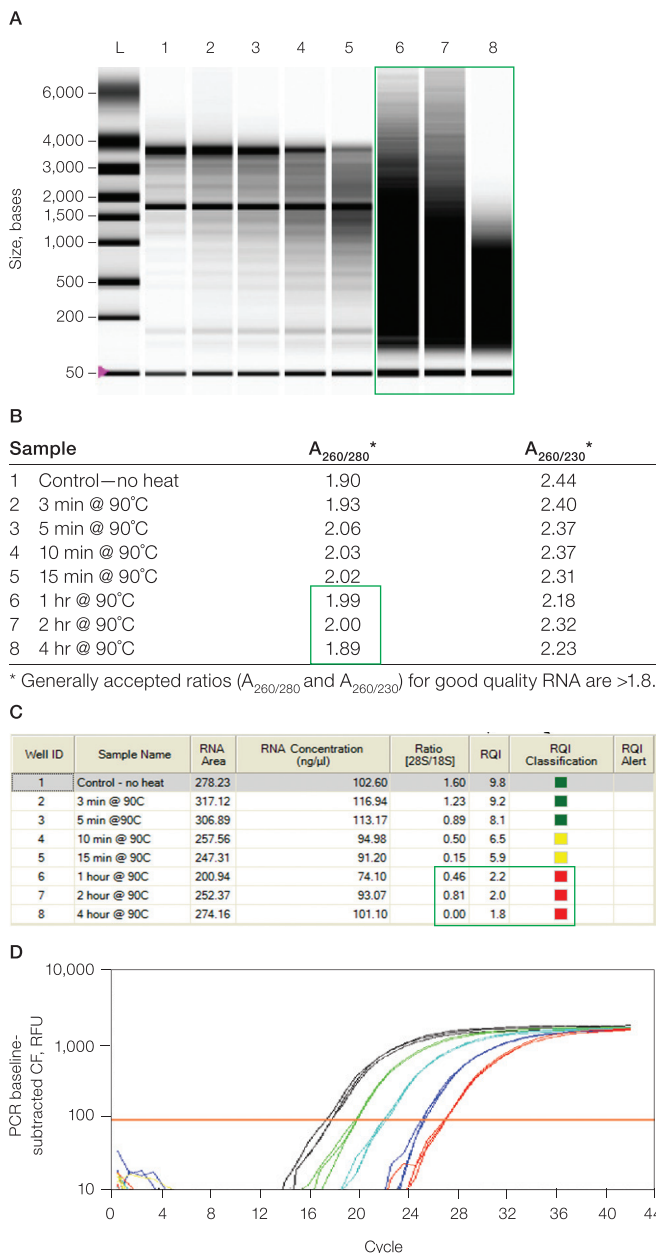 A
L 1 2 3 4 5 6 7 8
6,000
4,000
3,000
2,000
1,500
1,000
500
200
50
Size, bases
B
Sample A260/280* A260/230*
1 Control—no heat 1.90 2.44
2 3 min @ 90˚C 1.93 2.40
3 5 min @ 90˚C 2.06 2.37
4 10 min @ 90˚C 2.03 2.37
5 15 min @ 90˚C 2.02 2.31
6 1 hr @ 90˚C 1.99 2.18
7 2 hr @ 90˚C 2.00 2.32
8 4 hr @ 90˚C 1.89 2.23
* Generally accepted ratios (A260/280 and A260/230) for good quality RNA are >1.8.
C
Well ID Sample Name RNA Area RNA Concentration (ng/µl) Ratio [28S/18S] RQI RQI Classification RQI Alert
1 Control - no heat 278.23 102.60 1.60 9.8
2 3 min @ 90C 317.12 116.94 1.23 9.2
3 5 min @90C 306.89 113.17 0.89 8.1
4 10 min @ 90C 257.56 94.98 0.50 6.5
5 15 min @ 90C 247.31 91.20 0.15 5.9
6 1 hour @ 90C 200.94 74.10 0.46 2.2
7 2 hour @ 90C 252.37 93.07 0.81 2.0
8 4 hour @ 90C 274.16 101.10 0.00 1.8
D
10,000
1,000
100
10
PCR baseline-
subtracted CF, RFU
0 4 8 12 16 20 24 28 32 36 40 44
Cycle